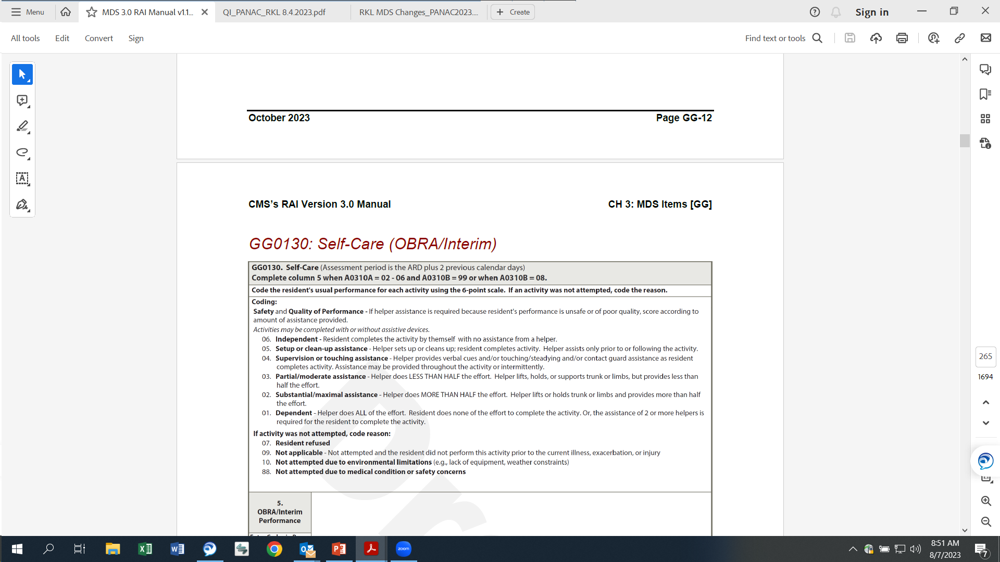 Menu
MDS 3.0 RAI Manual v1.1...
QI_PANAC_RKL 8.4.2023.pdf
RKL MDS Changes_PANAC2023....
Create
Sign in
All tools
Edit
Convert
Sign
Find text or tools
October 2023
Page GG-12
CMS’s RAI Version 3.0 Manual
CH 3: MDS Items [GG]
GG0130: Self-Care (OBRA/Interim)
GG0130. Self-Care (Assessment period is the ARD plus 2 previous calendar days)
Complete column 5 when A0310A = 02 - 06 and A0310B = 99 or when A0310B = 08.
Code the resident's usual performance for each activity using the 6-point scale. If an activity was not attempted, code the reason.
Coding:
Safety and Quality of Performance - If helper assistance is required because resident's performance is unsafe or of poor quality, score according to
amount of assistance provided.
Activities may be completed with or without assistive devices.
06. Independent - Resident completes the activity by themself with no assistance from a helper.
05. Setup or clean-up assistance - Helper sets up or cleans up; resident completes activity. Helper assists only prior to or following the activity.
04. Supervision or touching assistance - Helper provides verbal cues and/or touching/steadying and/or contact guard assistance as resident
completes activity. Assistance may be provided throughout the activity or intermittently.
03. Partial/moderate assistance - Helper does LESS THAN HALF the effort. Helper lifts, holds, or supports trunk or limbs, but provides less than
half the effort.
02. Substantial/maximal assistance - Helper does MORE THAN HALF the effort. Helper lifts or holds trunk or limbs and provides more than half
the effort.
01. Dependent - Helper does ALL of the effort. Resident does none of the effort to complete the activity. Or, the assistance of 2 or more helpers is
required for the resident to complete the activity.
If activity was not attempted, code reason:
07. Resident refused
09. Not applicable - Not attempted and the resident did not perform this activity prior to the current illness, exacerbation, or injury
10. Not attempted due to environmental limitations (e.g., lack of equipment, weather constraints)
88. Not attempted due to medical condition or safety concerns
5.
OBRA/Interim
Performance
265
1694
zoom
8:51 AM
8/7/2023
7